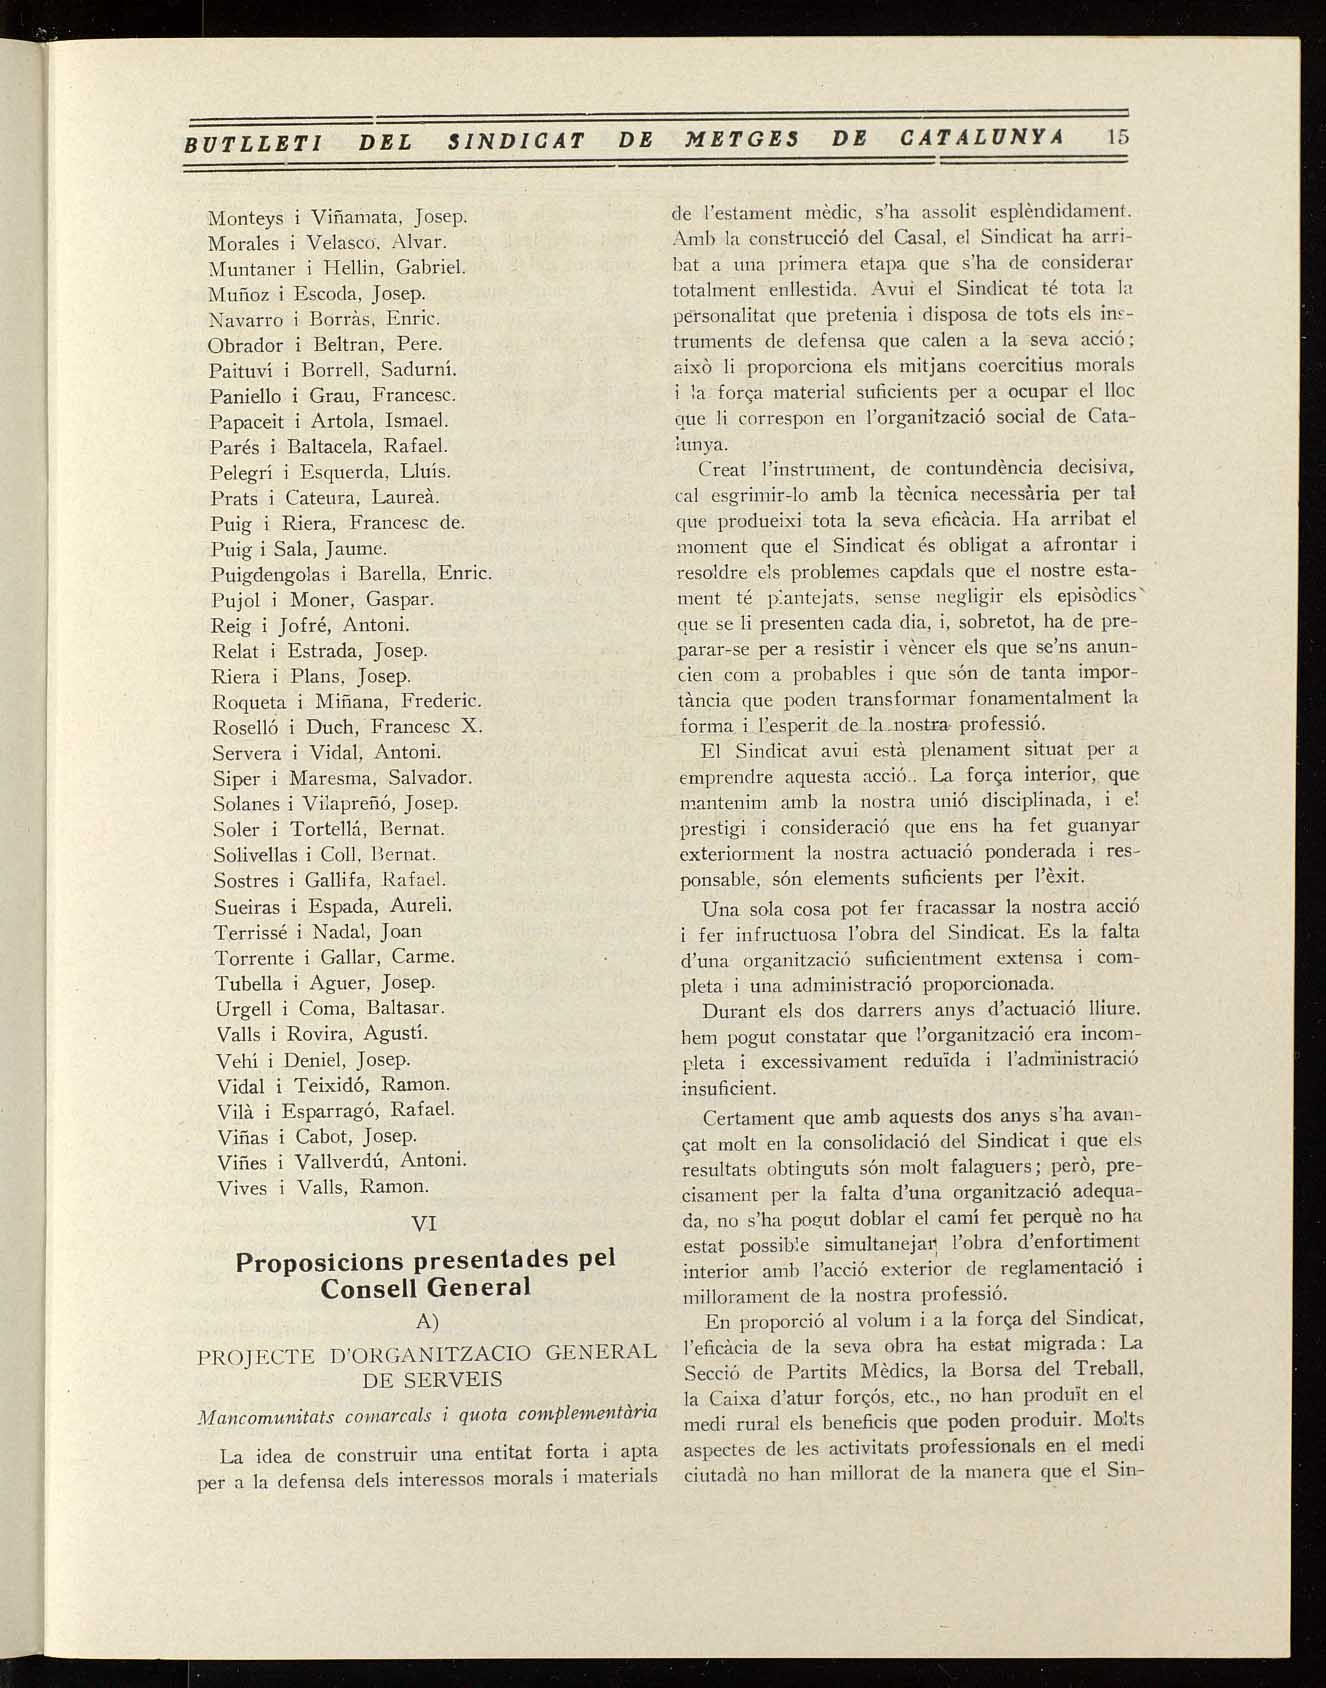 BUTLLETI DEL SINDICAT DE METGES DE CATALUNYA 15
Monteys i Viñamata, Josep.
Morales i Velasco, Alvar.
Muntaner i Hellin, Gabriel.
Muñoz i Escoda, Josep.
Navarro i Borràs, Enric.
Obrador i Beltran, Pere.
Paituví i Borrell, Sadurní.
Paniello i Grau, Francesc.
Papaceit i Artola, Ismael.
Parés i Baltacela, Rafael.
Pelegrí i Esquerda, Lluís.
Prats i Cateura, Laureà.
Puig i Riera, Francesc de.
Puig i Sala, Jaume.
Puigdengolas i Barella, Enric.
Pujol i Moner, Gaspar.
Reig i Jofré, Antoni.
Relat i Estrada, Josep.
Riera i Plans, Josep.
Roqueta i Miñana, Frederic.
Roselló i Duch, Francesc X.
Servera i Vidal, Antoni.
Siper i Maresma, Salvador.
Solanes i Vilapreñó, Josep.
Soler i Tortellá, Bernat.
Solivellas i Coll, Bernat.
Sostres i Gallifa, Rafael.
Sueiras i Espada, Aureli.
Terrissé i Nadal, Joan
Torrente i Gallar, Carme.
Tubella i Aguer, Josep.
Urgell i Coma, Baltasar.
Valls i Rovira, Agustí.
Vehí i Deniel, Josep.
Vidal i Teixidó, Ramon.
Vilà i Esparragó, Rafael.
Viñas i Cabot, Josep.
Viñes i Vallverdú, Antoni.
Vives i Valls, Ramon.
VI
Proposicions presentades pel
Consell General
A)
PROJECTE D'ORGANITZACIO GENERAL
DE SERVEIS
Mancomunitats comarcals i quota complementària
La idea de construir una entitat forta i apta
per a la defensa dels interessos morals i materials
de l'estament mèdic, s'ha assolit esplèndidament.
Amb la construcció del Casal, el Sindicat ha arri-
bat a una primera etapa que s'ha de considerar
totalment enllestida. Avui el Sindicat té tota la
personalitat que pretenia i disposa de tots els ins-
truments de defensa que calen a la seva acció;
això li proporciona els mitjans coercitius morals
i la força material suficients per a ocupar el lloc
que li correspon en l'organització social de Cata-
lunya.
Creat l'instrument, de contundència decisiva,
cal esgrimir-lo amb la tècnica necessària per tal
que produeixi tota la seva eficàcia. Ha arribat el
moment que el Sindicat és obligat a afrontar i
resoldre els problemes capdals que el nostre esta-
ment té plantejats, sense negligir els episòdics
que se li presenten cada dia, i, sobretot, ha de pre-
parar-se per a resistir i vèncer els que se'ns anun-
cien com a probables i que són de tanta impor-
tància que poden transformar fonamentalment la
forma i l'esperit de la nostra professió.
El Sindicat avui està plenament situat per a
emprendre aquesta acció.. La força interior, que
mantenim amb la nostra unió disciplinada, i el
prestigi i consideració que ens ha fet guanyar
exteriorment la nostra actuació ponderada i res-
ponsable, són elements suficients per l'èxit.
Una sola cosa pot fer fracassar la nostra acció
i fer infructuosa l'obra del Sindicat. Es la falta
d'una organització suficientment extensa i com-
pleta i una administració proporcionada.
Durant els dos darrers anys d'actuació lliure.
hem pogut constatar que l'organització era incom-
pleta i excessivament reduïda i l'administració
insuficient.
Certament que amb aquests dos anys s'ha avan-
çat molt en la consolidació del Sindicat i que els
resultats obtinguts són molt falaguers; però, pre-
cisament per la falta d'una organització adequa-
da, no s'ha pogut doblar el camí fet perquè no ha
estat possible simultanejar l'obra d'enfortiment
interior amb l'acció exterior de reglamentació i
millorament de la nostra professió.
En proporció al volum i a la força del Sindicat,
l'eficàcia de la seva obra ha estat migrada: La
Secció de Partits Mèdics, la Borsa del Treball,
la Caixa d'atur forçós, etc., no han produït en el
medi rural els beneficis que poden produir. Molts
aspectes de les activitats professionals en el medi
ciutadà no han millorat de la manera que el Sin-